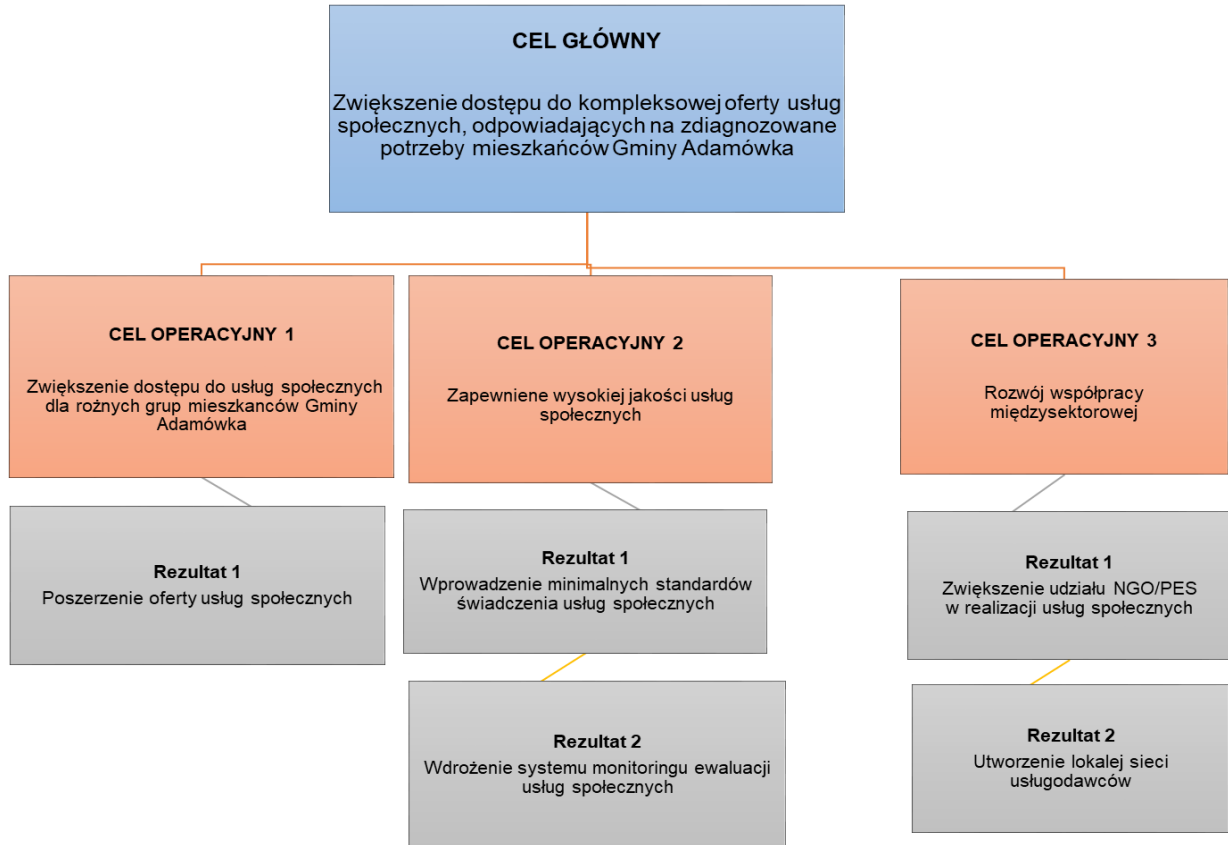 CEL GŁÓWNY
Zwiększenie dostępu do kompleksowej oferty usług
społecznych, odpowiadających na zdiagnozowane
potrzeby mieszkańców Gminy Adamówka
CEL OPERACYJNY 1
Zwiększenie dostępu do usług społecznych
dla rożnych grup mieszkanców Gminy
Adamówka
CEL OPERACYJNY 2
Zapewniene wysokiej jakości usług
społecznych
CEL OPERACYJNY 3
Rozwój współpracy
międzysektorowej
Rezultat 1
Poszerzenie oferty usług społecznych
Rezultat 1
Wprowadzenie minimalnych standardów
świadczenia usług społecznych
Rezultat 1
Zwiększenie udziału NGO/PES
w realizacji usług społecznych
Rezultat 2
Wdrożenie systemu monitoringu ewaluacji
usług społecznych
Rezultat 2
Utworzenie lokalej sieci
usługodawców